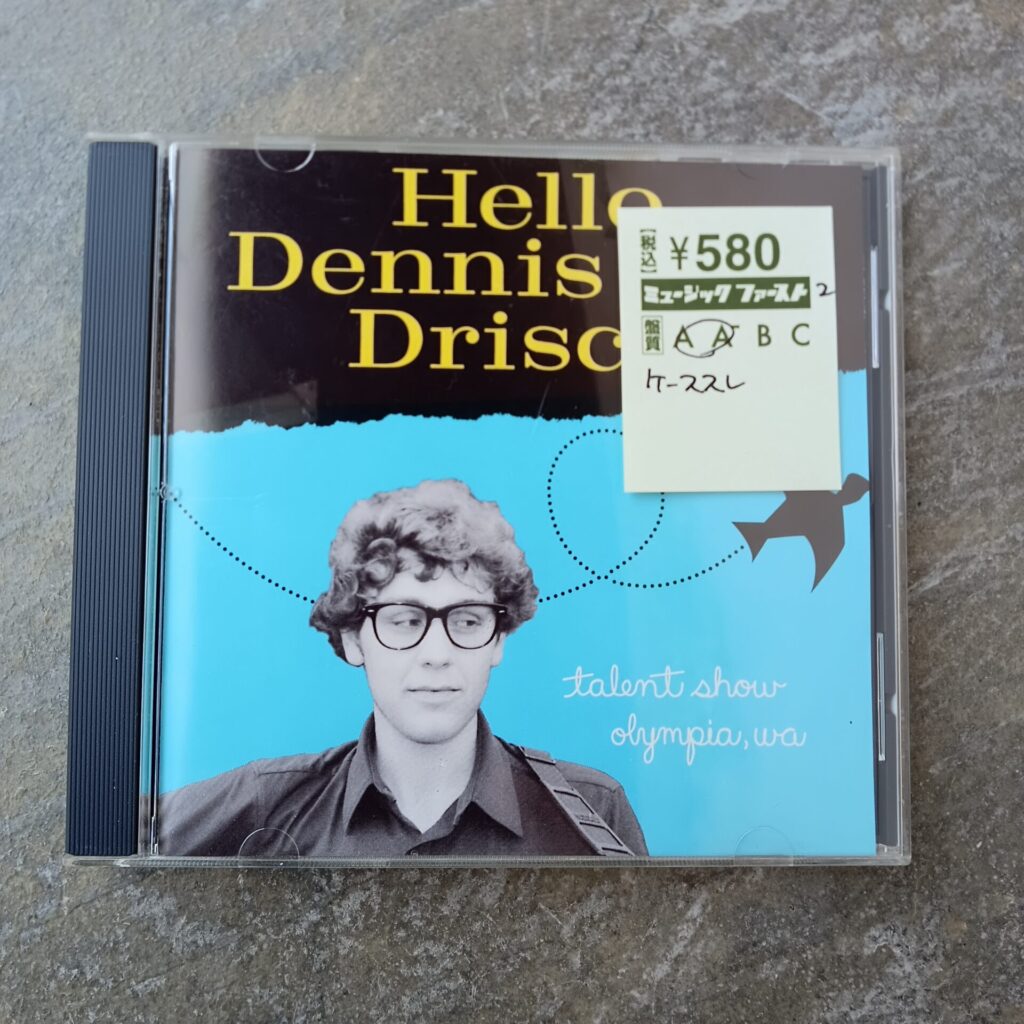 Hello
Dennis
Drisc
[税込] ¥580
ミュージック ファースト 2
盤質 A A⁻ B C
ケーススレ
talent show
olympia, wa